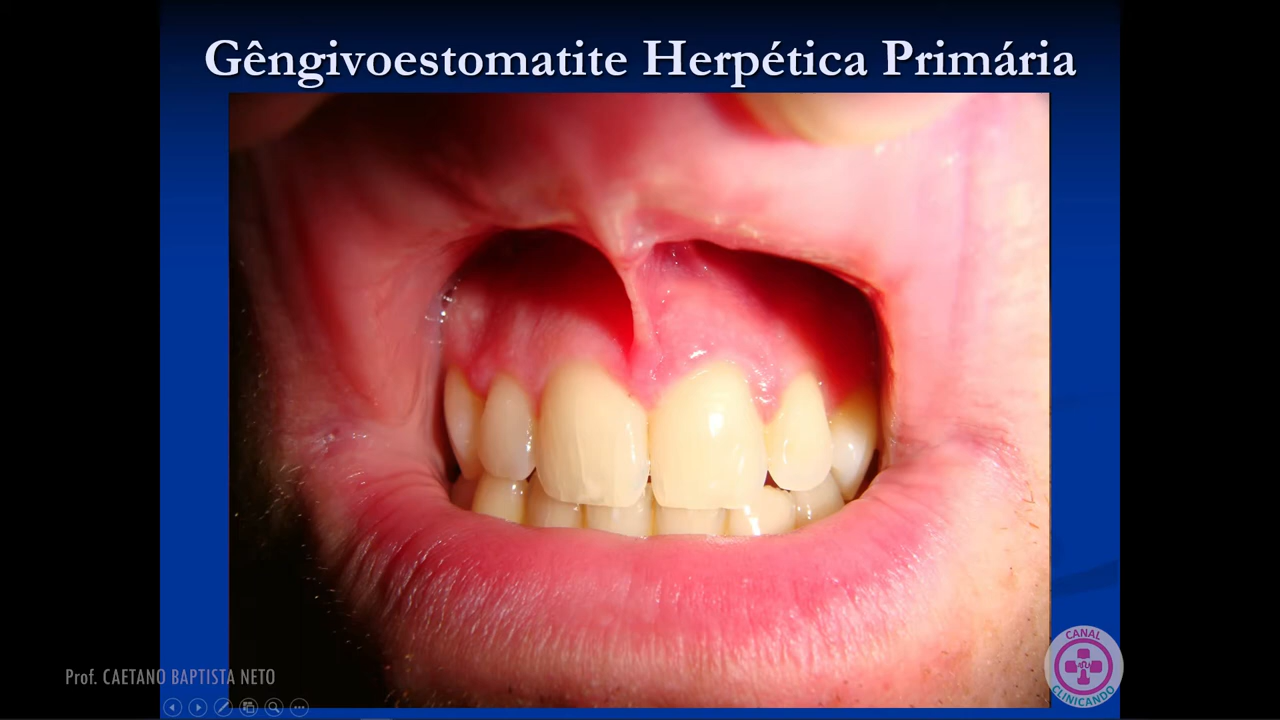 Gêngivoestomatite Herpética Primária
Prof. CAETANO BAPTISTA NETO
CANAL
CLINICANDO